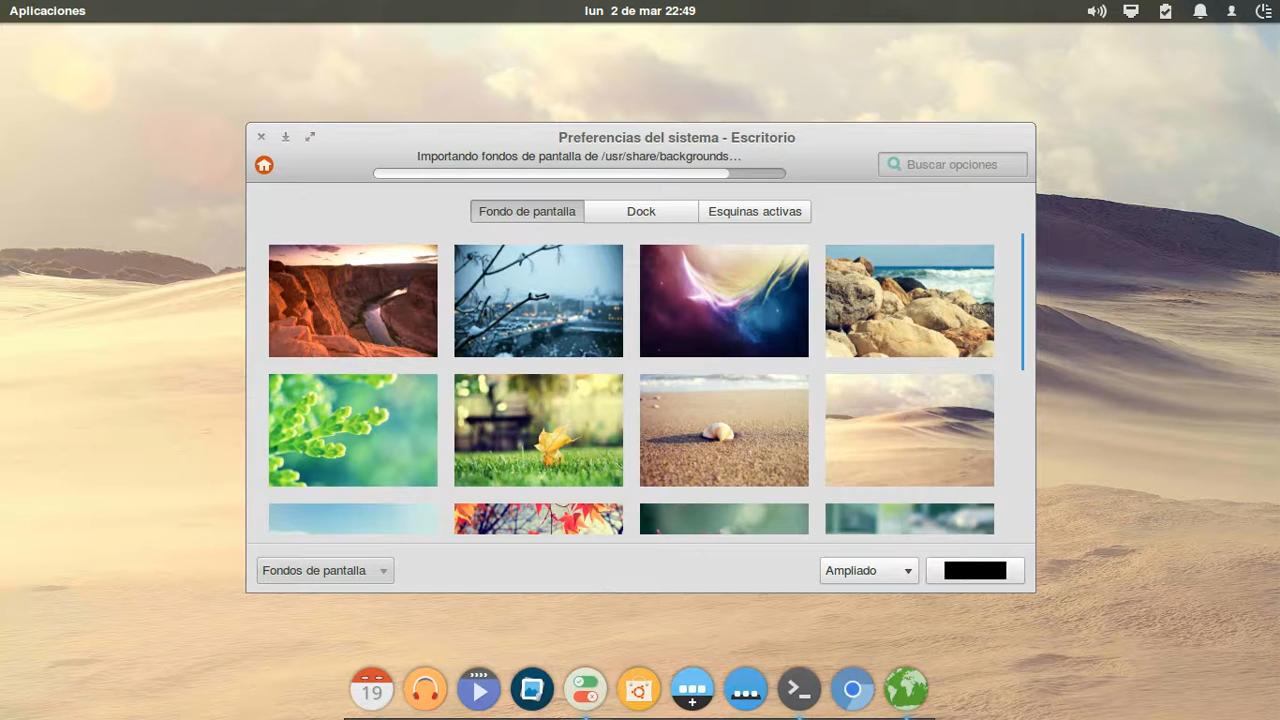 Aplicaciones
lun 2 de mar 22:49
Preferencias del sistema - Escritorio
Importando fondos de pantalla de /usr/share/backgrounds…
Buscar opciones
Fondo de pantalla
Dock
Esquinas activas
Fondos de pantalla
Ampliado
19